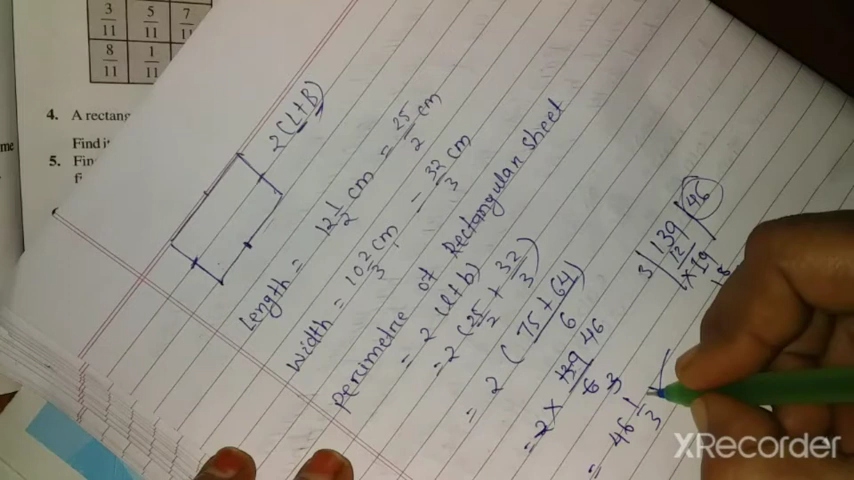 3/11 5/11 7/11
8/11 1/11
4. A rectang
Find it
5. Fin
me
2(L+B)
Length = 12 1/2 cm = 25/2 cm
Width = 10 2/3 cm = 32/3 cm
Perimetre of Rectangular Sheet
= 2 (l+b)
= 2 (25/2 + 32/3)
= 2 (75+64/6)
= 2 × 139/6 46 3
= 46 1/3
3 139 46
12
×19
18
XRecorder